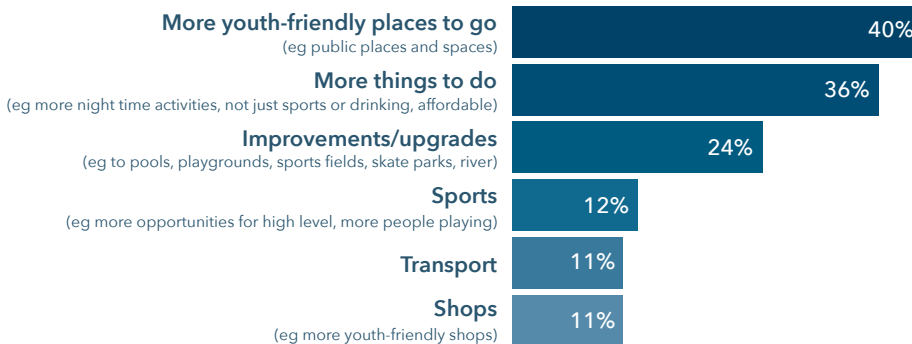 More youth-friendly places to go
(eg public places and spaces)
40%
More things to do
(eg more night time activities, not just sports or drinking, affordable)
36%
Improvements/upgrades
(eg to pools, playgrounds, sports fields, skate parks, river)
24%
Sports
(eg more opportunities for high level, more people playing)
12%
Transport
11%
Shops
(eg more youth-friendly shops)
11%